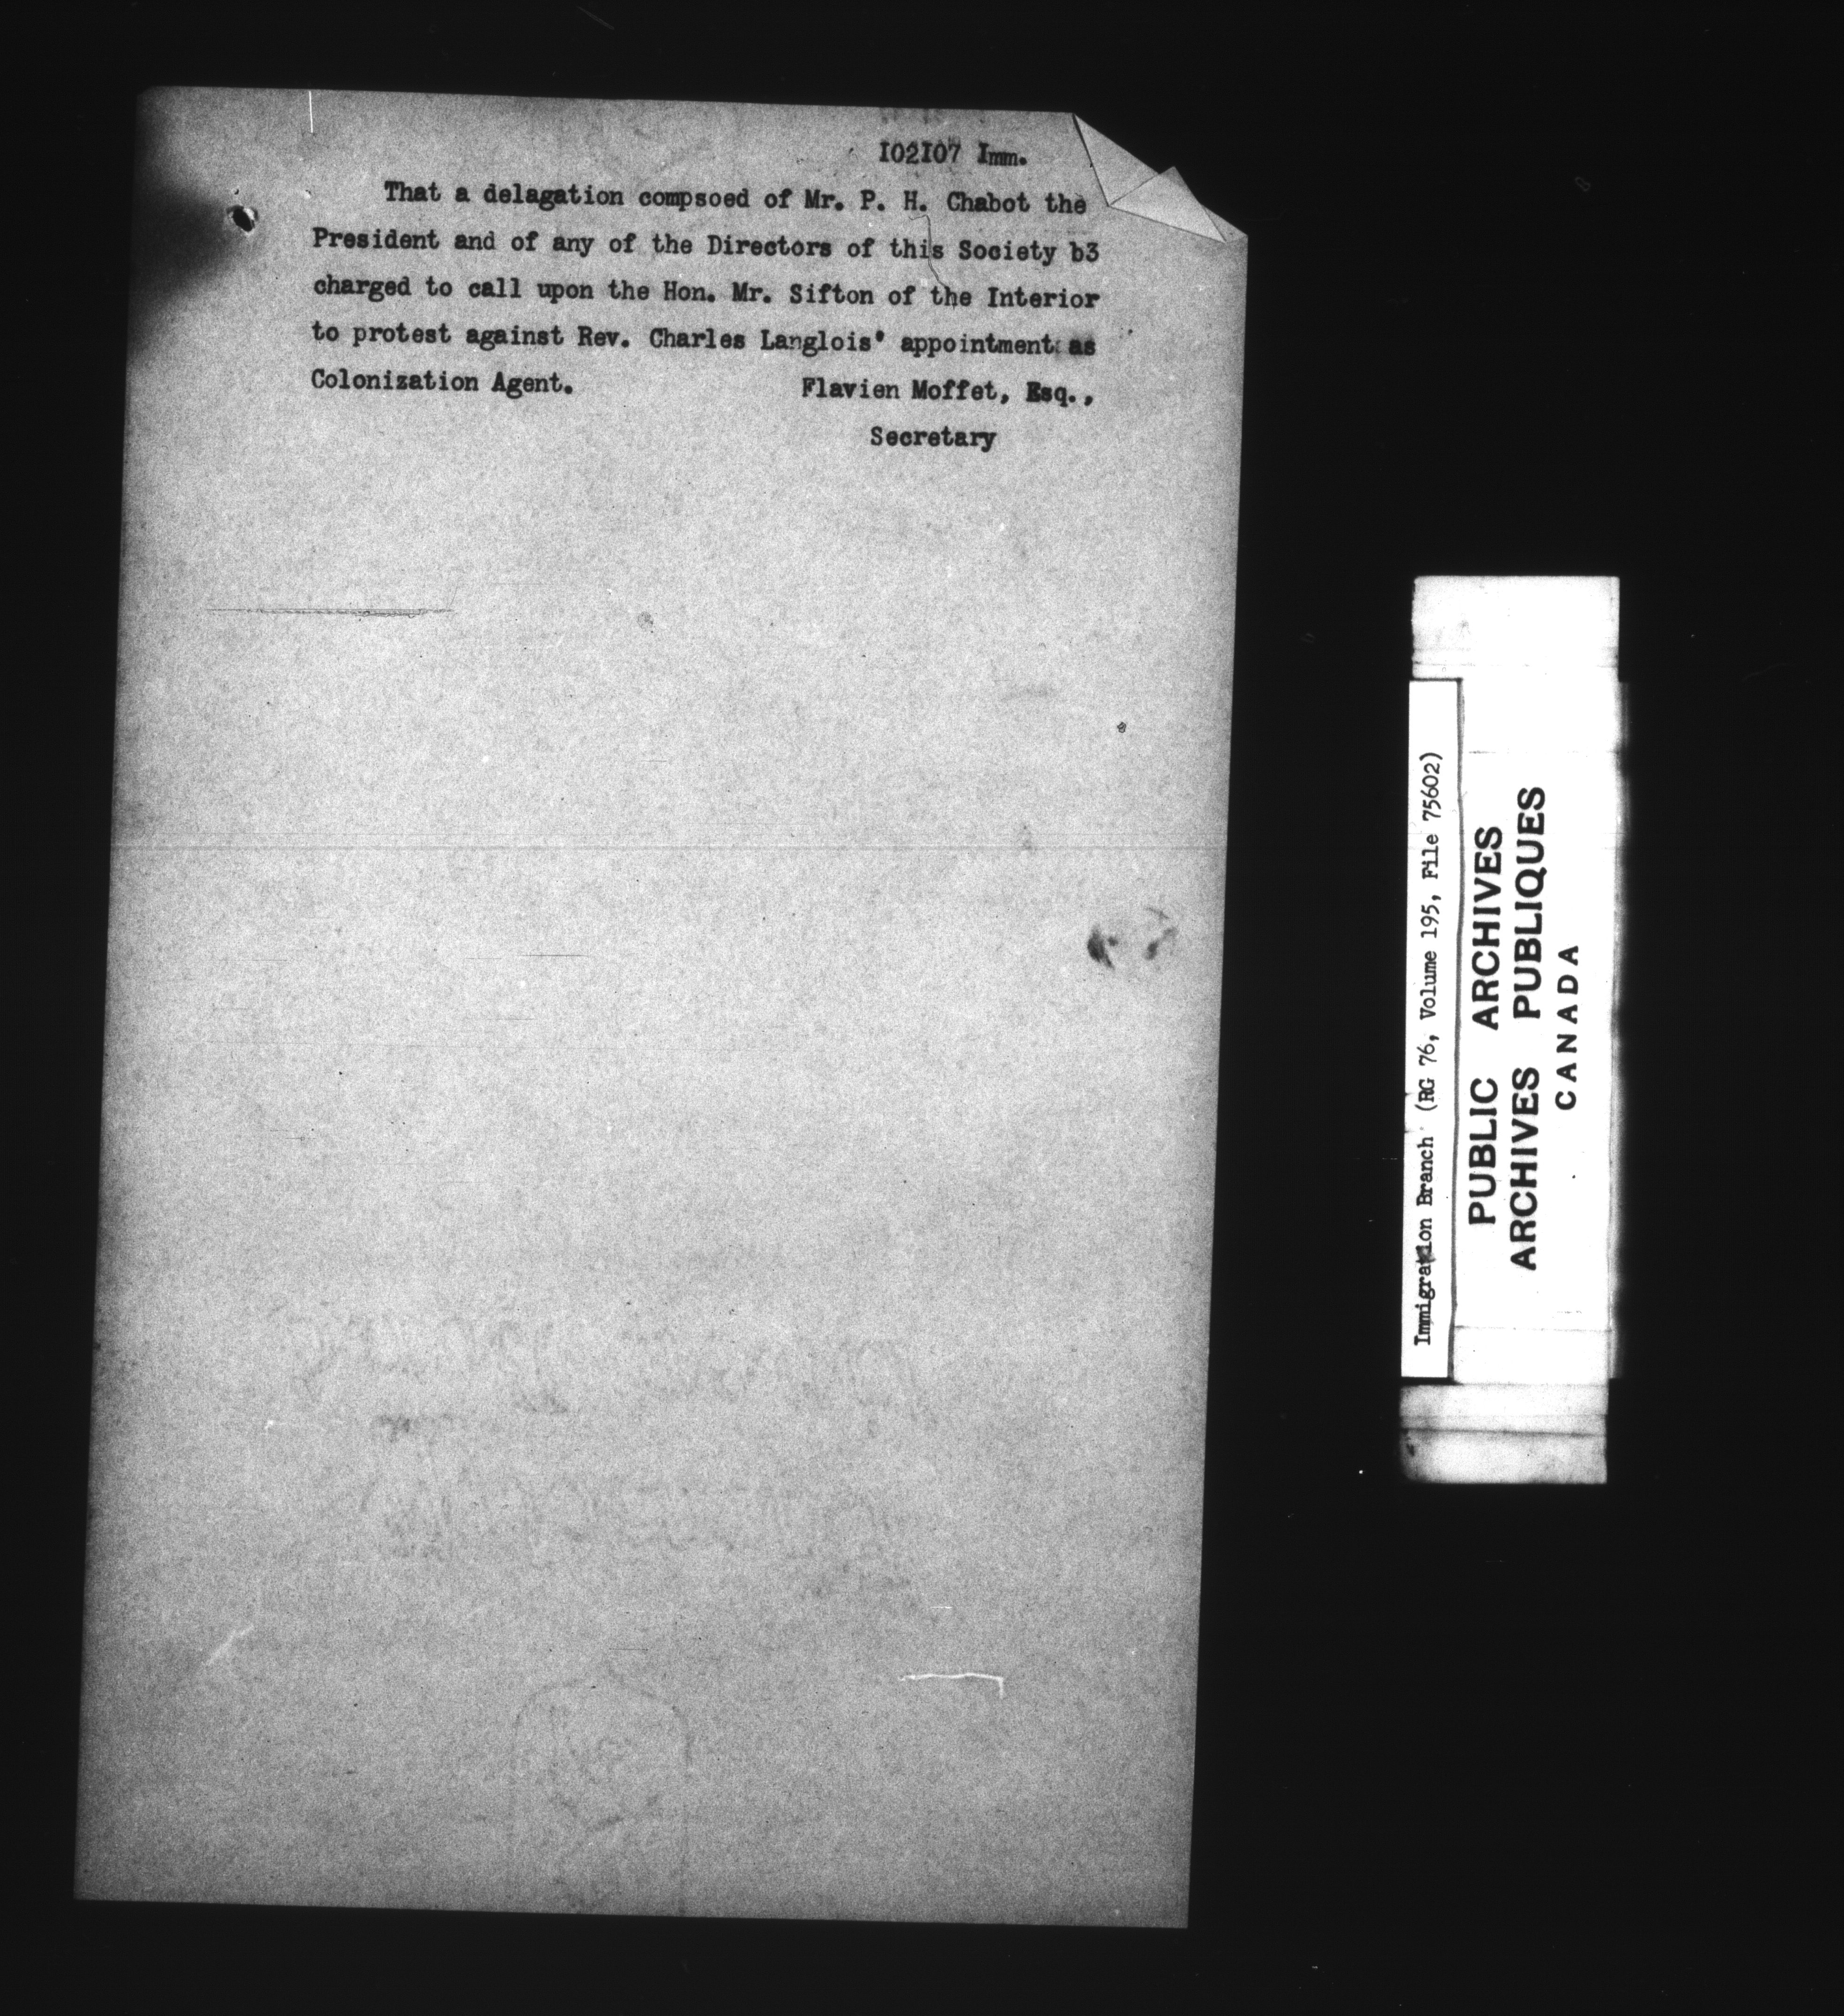 I02I07 Imm.
That a delagation compsoed of Mr. P. H. Chabot the
President and of any of the Directors of this Society b3
charged to call upon the Hon. Mr. Sifton of the Interior
to protest against Rev. Charles Langlois' appointment as
Colonization Agent.
Flavien Moffet, Esq.,
Secretary
Immigration Branch (RG 76, Volume 195, File 75602)
PUBLIC ARCHIVES
ARCHIVES PUBLIQUES
CANADA